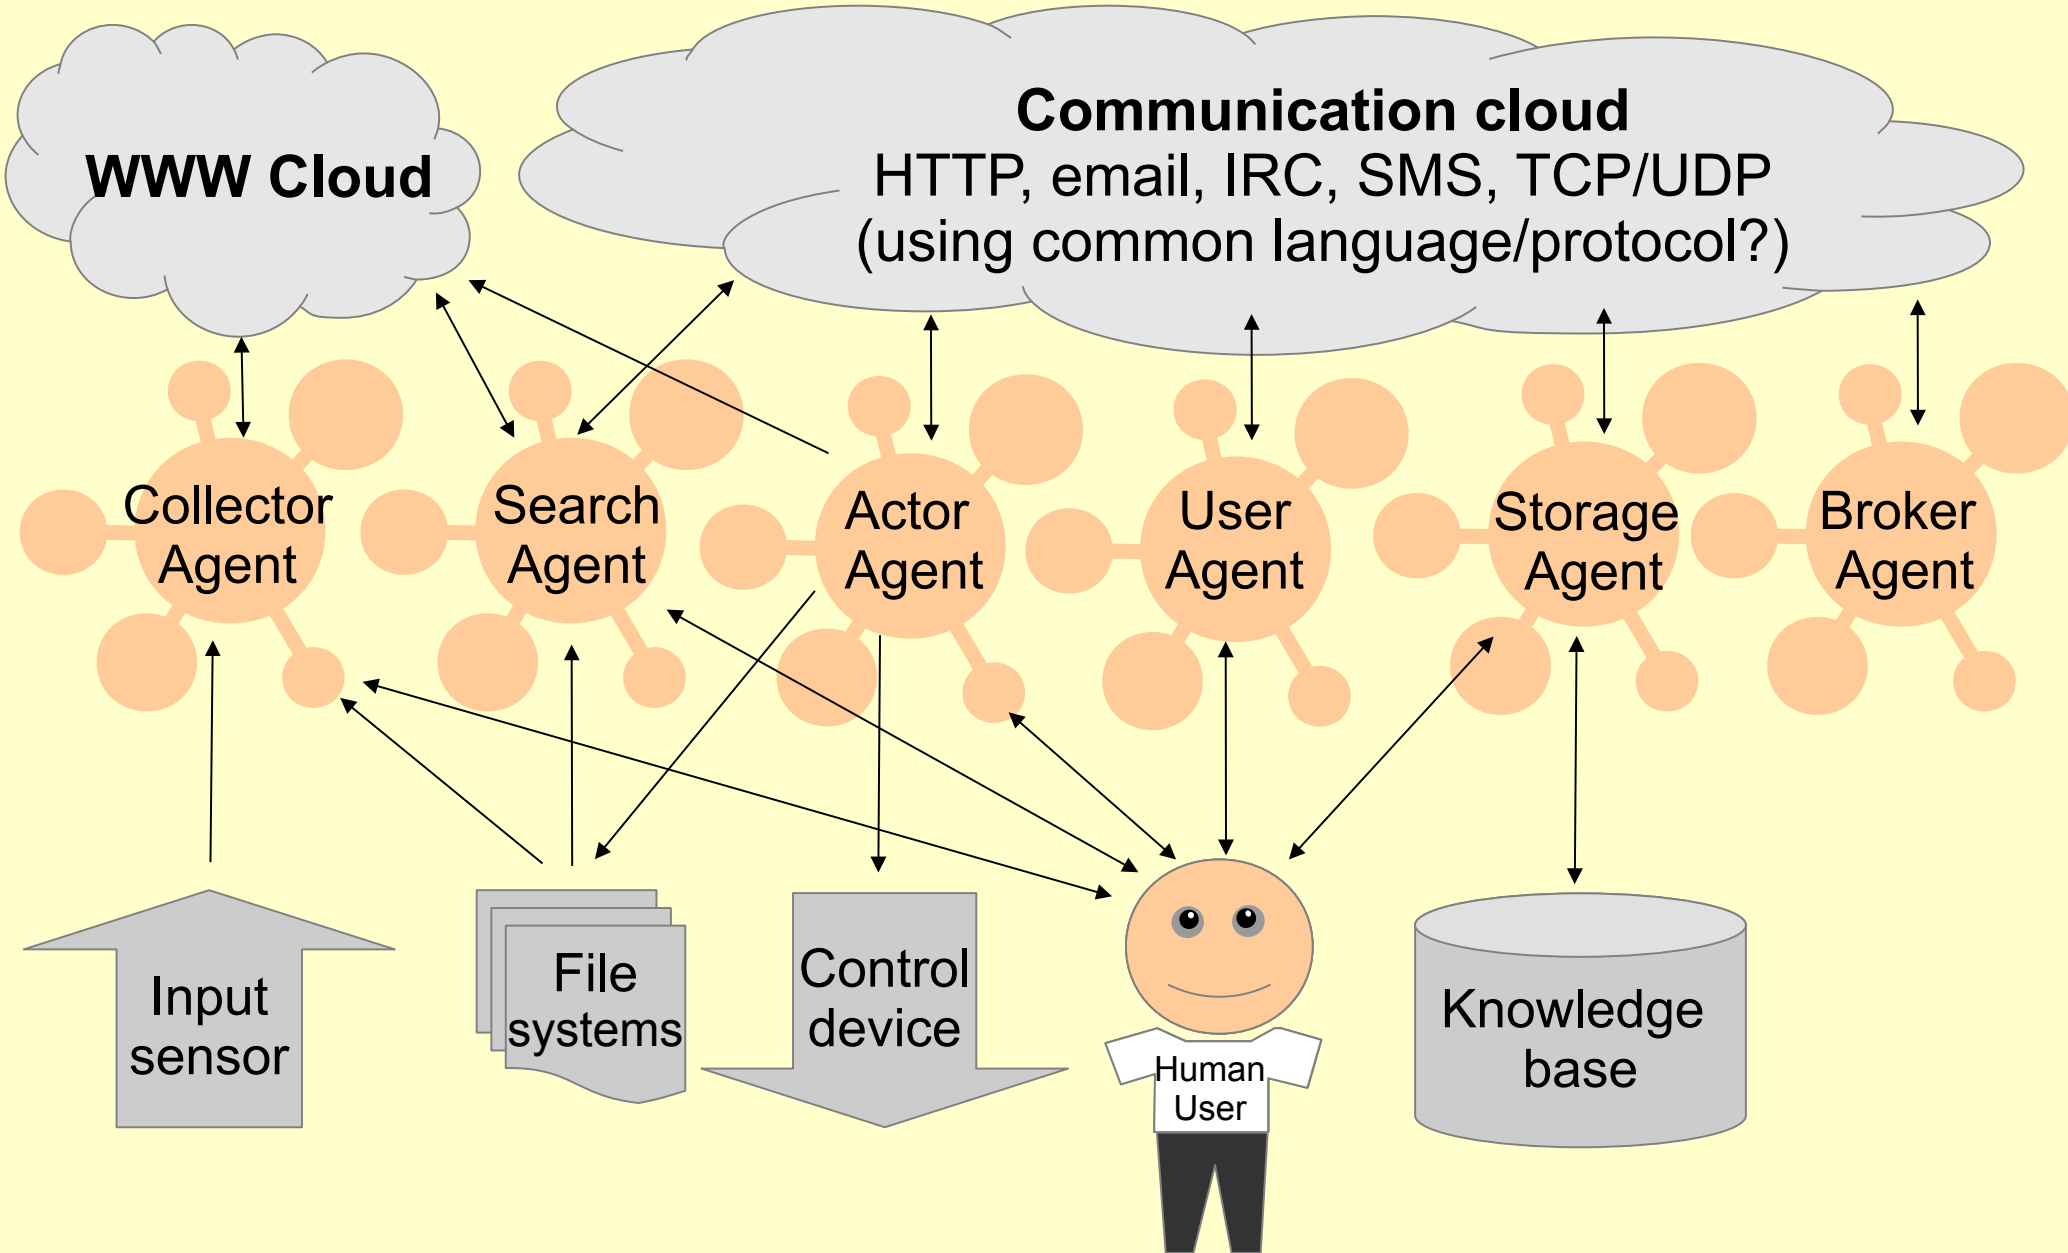 WWW Cloud
Communication cloud
HTTP, email, IRC, SMS, TCP/UDP
(using common language/protocol?)
Collector
Agent
Search
Agent
Actor
Agent
User
Agent
Storage
Agent
Broker
Agent
Input
sensor
File
systems
Control
device
Human
User
Knowledge
base